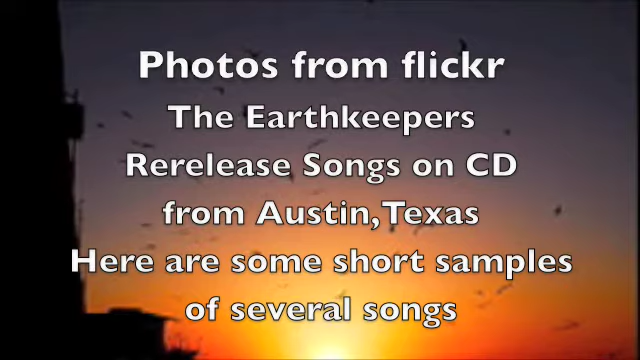 Photos from flickr
The Earthkeepers
Rerelease Songs on CD
from Austin,Texas
Here are some short samples
of several songs